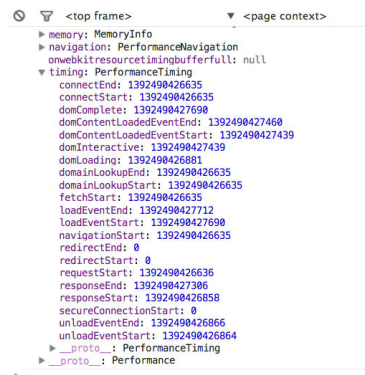 <top frame> <page context>
memory: MemoryInfo
navigation: PerformanceNavigation
onwebkitresourcetimingbufferfull: null
timing: PerformanceTiming
connectEnd: 1392490426635
connectStart: 1392490426635
domComplete: 1392490427690
domContentLoadedEventEnd: 1392490427460
domContentLoadedEventStart: 1392490427439
domInteractive: 1392490427439
domLoading: 1392490426881
domainLookupEnd: 1392490426635
domainLookupStart: 1392490426635
fetchStart: 1392490426635
loadEventEnd: 1392490427712
loadEventStart: 1392490427690
navigationStart: 1392490426635
redirectEnd: 0
redirectStart: 0
requestStart: 1392490426636
responseEnd: 1392490427306
responseStart: 1392490426858
secureConnectionStart: 0
unloadEventEnd: 1392490426866
unloadEventStart: 1392490426864
__proto__: PerformanceTiming
__proto__: Performance